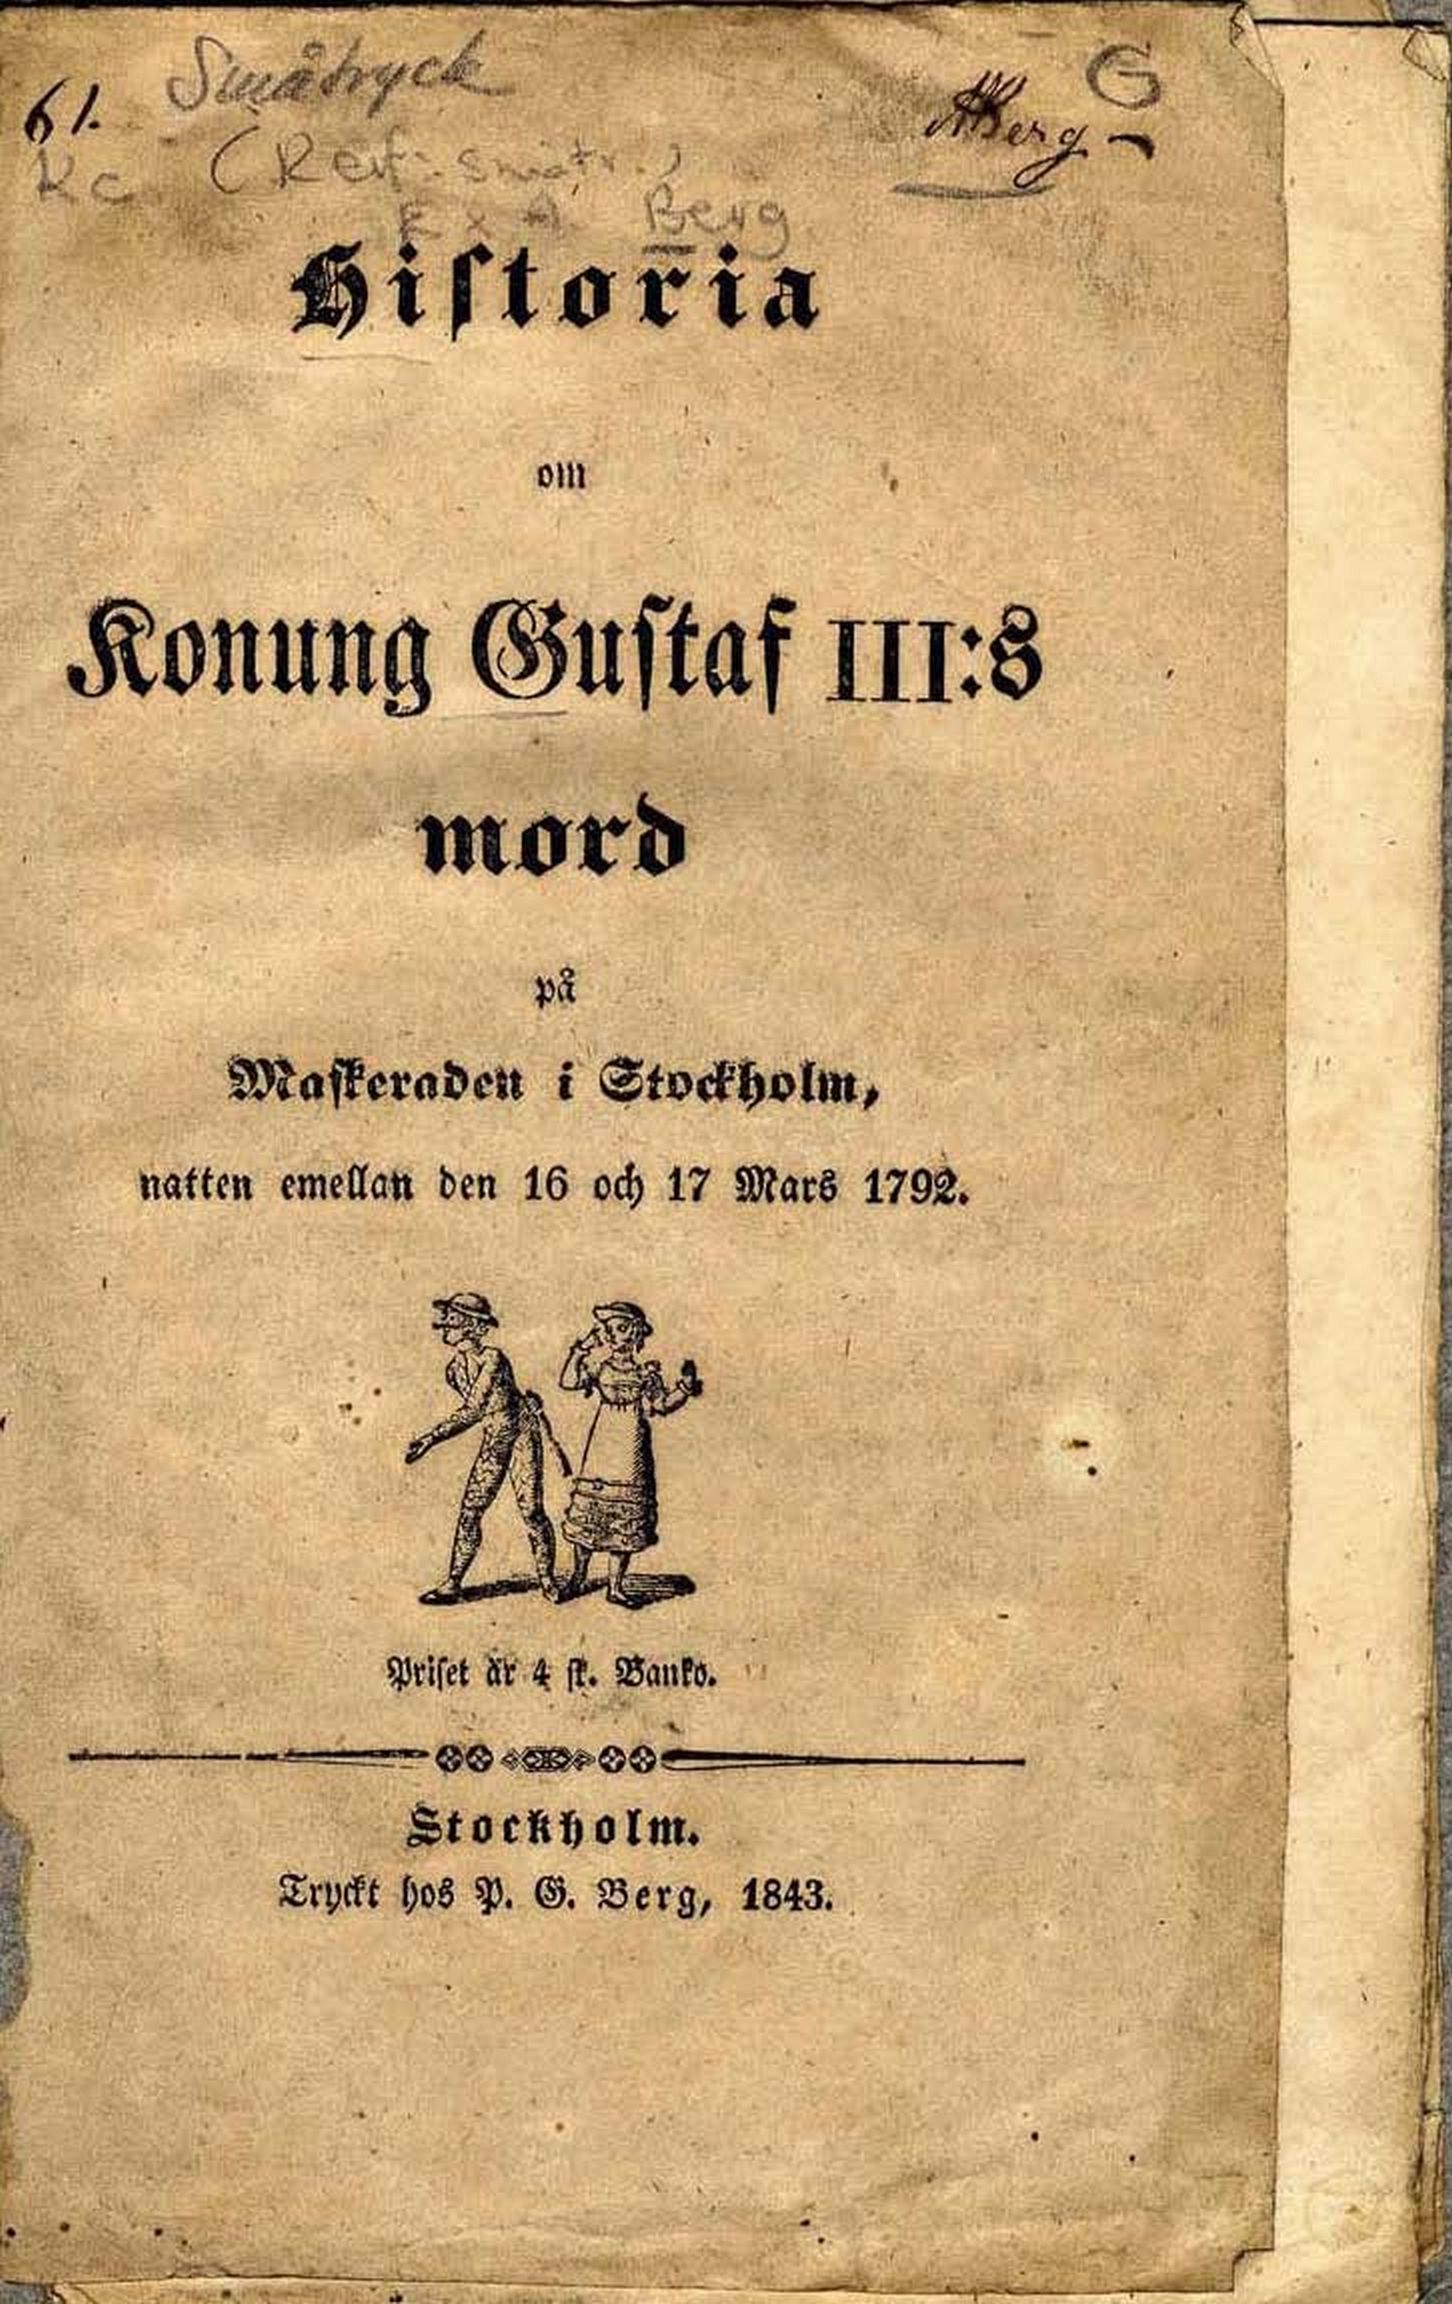 61. Småtryck G
Kc (Ref. småtr.) ABerg
Ex A Berg
Historia
om
Konung Gustaf III:s
mord
på
Maskeraden i Stockholm,
natten emellan den 16 och 17 Mars 1792.
Priset är 4 sk. Banko.
Stockholm.
Tryckt hos P. G. Berg, 1843.